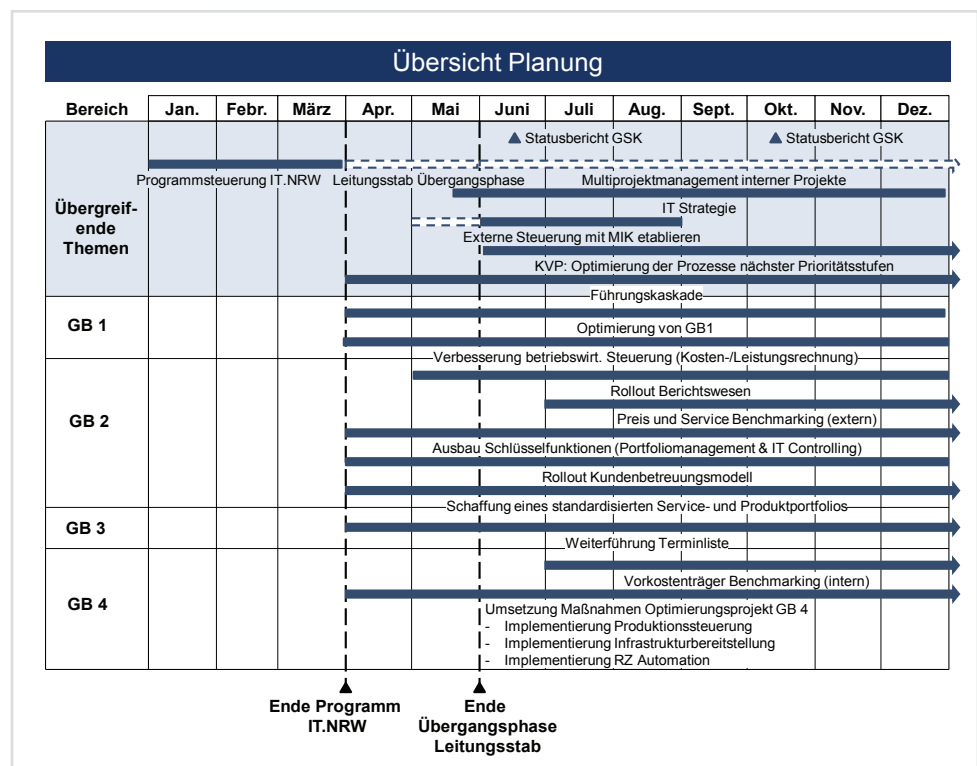 Übersicht Planung
Bereich Jan. Febr. März Apr. Mai Juni Juli Aug. Sept. Okt. Nov. Dez.
Statusbericht GSK Statusbericht GSK
Programmsteuerung IT.NRW Leitungsstab Übergangsphase Multiprojektmanagement interner Projekte
Übergreif-
ende
Themen
IT Strategie
Externe Steuerung mit MIK etablieren
KVP: Optimierung der Prozesse nächster Prioritätsstufen
Führungskaskade
GB 1
Optimierung von GB1
Verbesserung betriebswirt. Steuerung (Kosten-/Leistungsrechnung)
GB 2
Rollout Berichtswesen
Preis und Service Benchmarking (extern)
Ausbau Schlüsselfunktionen (Portfoliomanagement & IT Controlling)
Rollout Kundenbetreuungsmodell
Schaffung eines standardisierten Service- und Produktportfolios
GB 3
Weiterführung Terminliste
GB 4
Vorkostenträger Benchmarking (intern)
Umsetzung Maßnahmen Optimierungsprojekt GB 4
- Implementierung Produktionssteuerung
- Implementierung Infrastrukturbereitstellung
- Implementierung RZ Automation
Ende Programm
IT.NRW
Ende
Übergangsphase
Leitungsstab